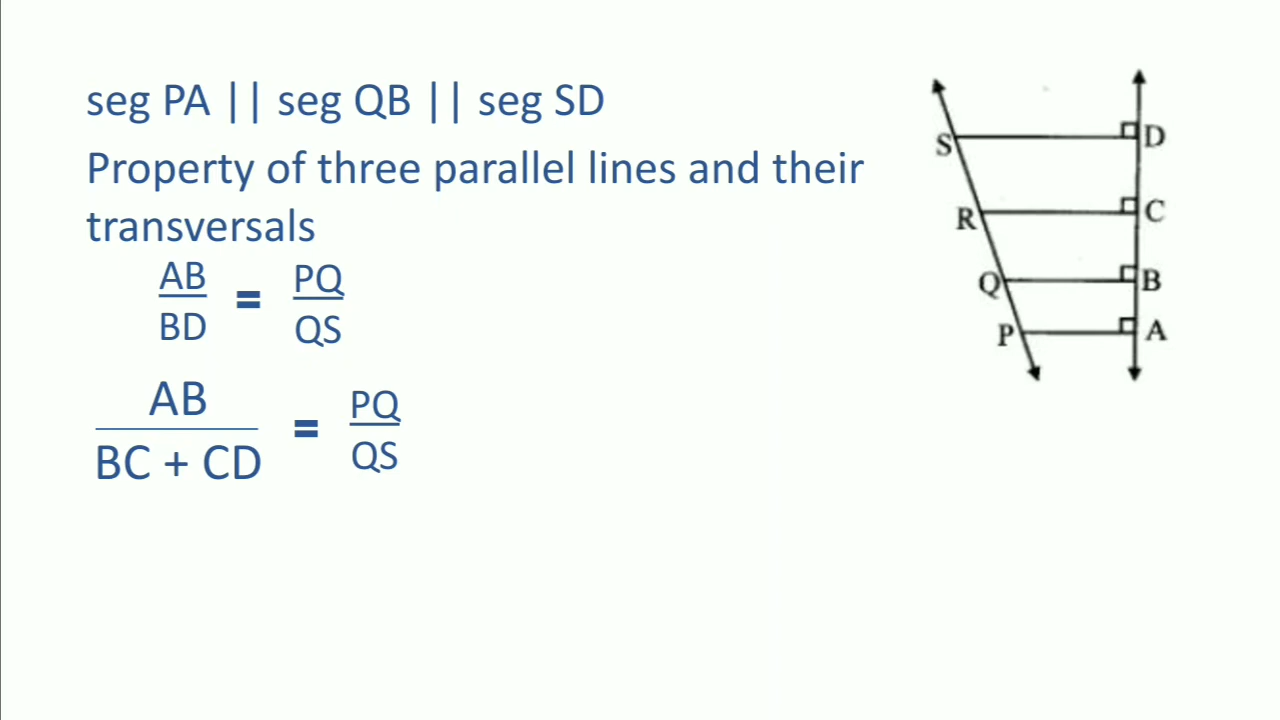 seg PA || seg QB || seg SD
Property of three parallel lines and their
transversals
AB/BD = PQ/QS
AB/BC + CD = PQ/QS
S D
R C
Q B
P A